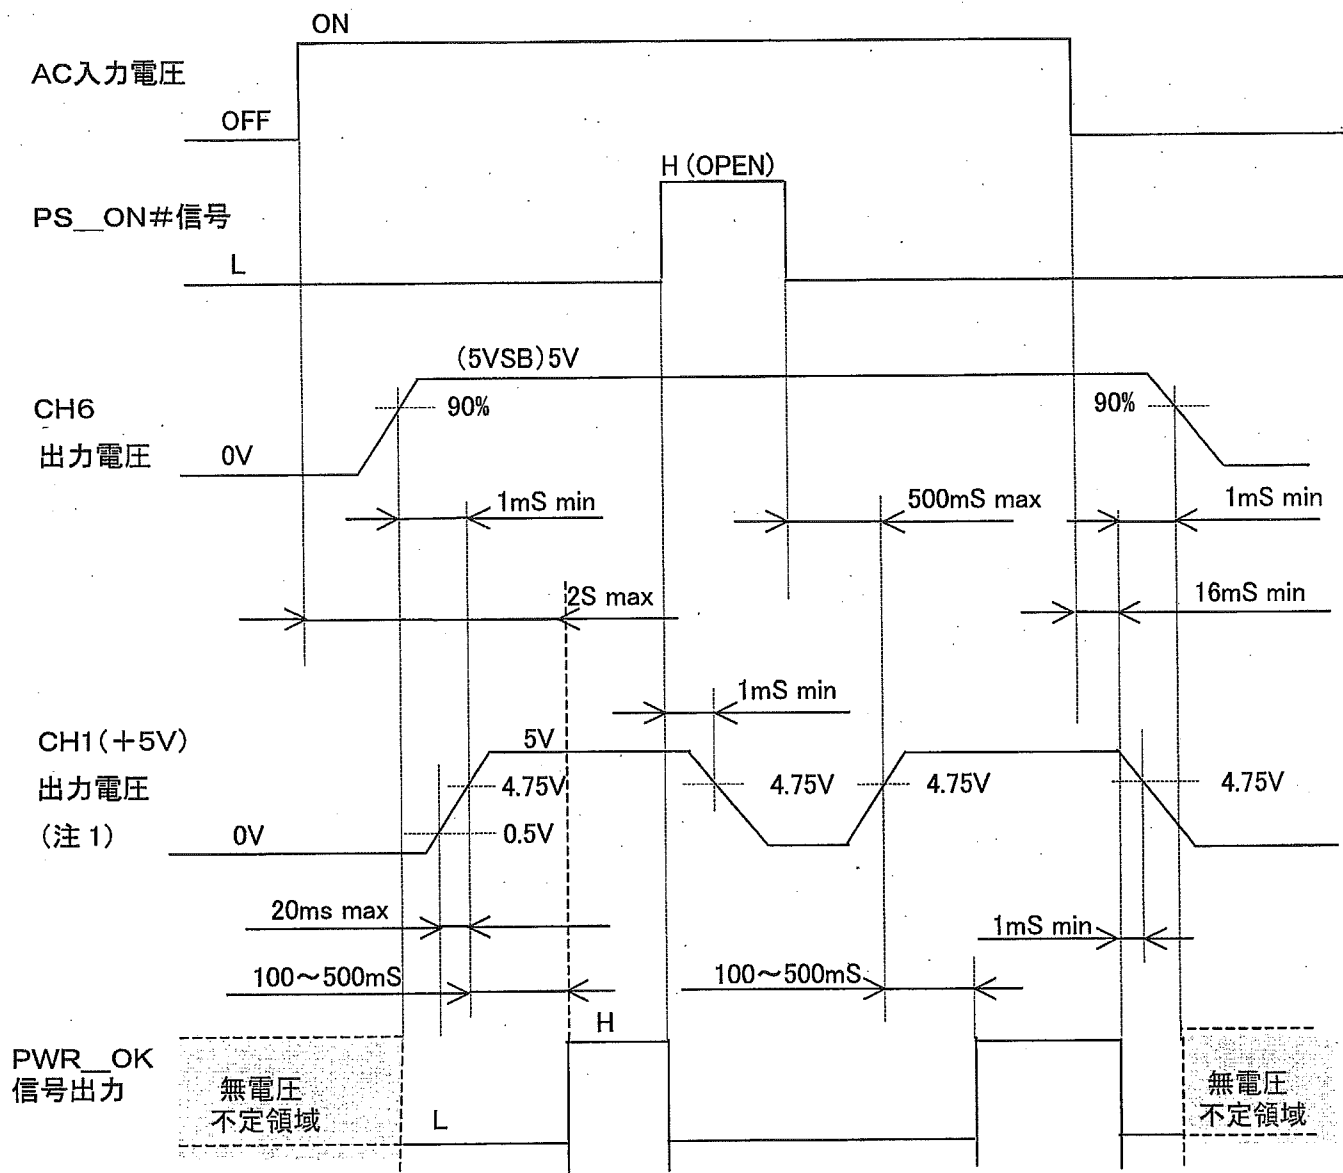 ON
AC入力電圧
OFF
H (OPEN)
PS__ON#信号
L
(5VSB)5V
CH6
90%
90%
出力電圧
0V
1mS min
500mS max
1mS min
2S max
16mS min
1mS min
CH1(+5V)
5V
出力電圧
4.75V
4.75V
4.75V
4.75V
(注1)
0V
0.5V
20ms max
1mS min
100~500mS
100~500mS
H
PWR__OK
信号出力
無電圧
不定領域
L
無電圧
不定領域